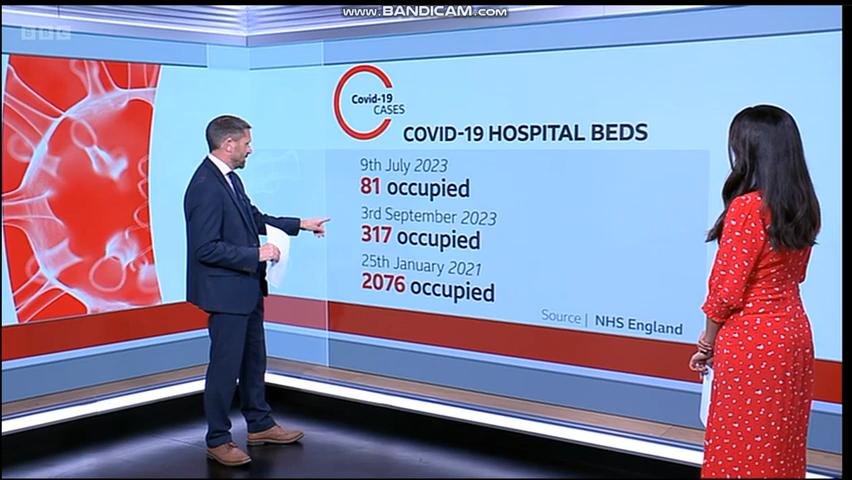 WWW.BANDICAM.COM
BBC
Covid-19
CASES
COVID-19 HOSPITAL BEDS
9th July 2023
81 occupied
3rd September 2023
317 occupied
25th January 2021
2076 occupied
Source | NHS England